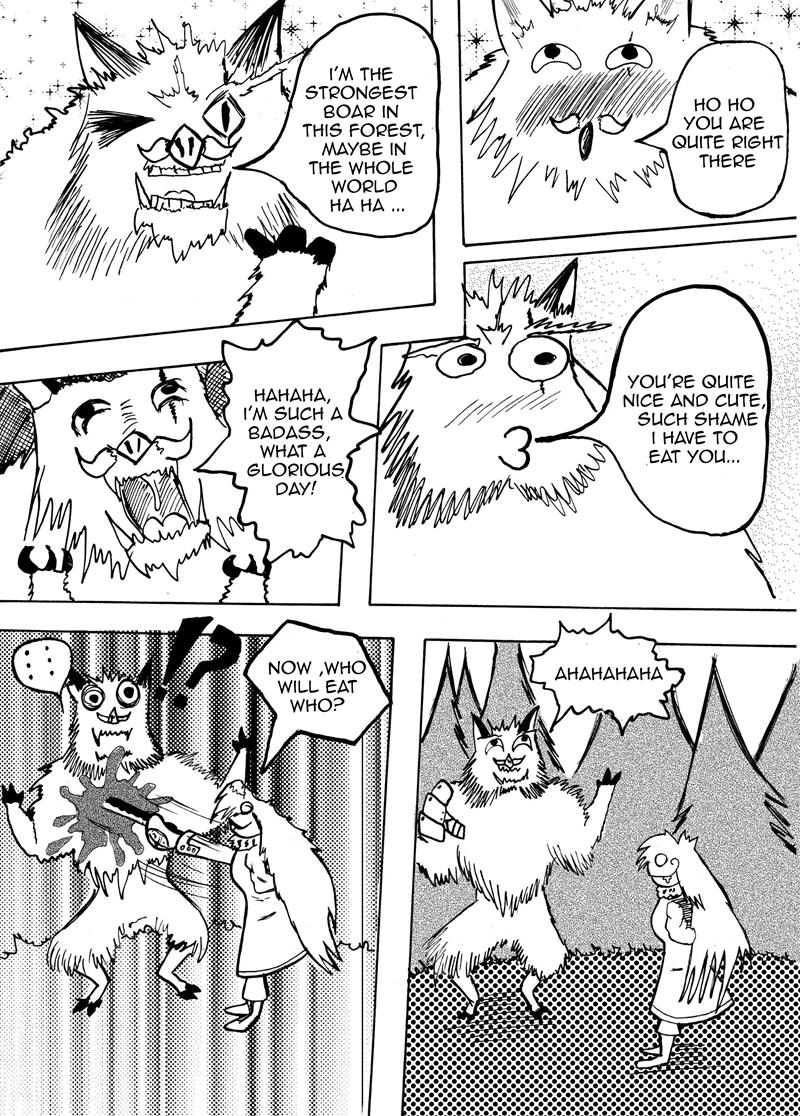 HO HO
YOU ARE
QUITE RIGHT
THERE
I'M THE
STRONGEST
BOAR IN
THIS FOREST,
MAYBE IN
THE WHOLE
WORLD
HA HA ...
YOU'RE QUITE
NICE AND CUTE,
SUCH SHAME
I HAVE TO
EAT YOU...
HAHAHA,
I'M SUCH A
BADASS,
WHAT A
GLORIOUS
DAY!
AHAHAHAHA
NOW ,WHO
WILL EAT
WHO?
!?